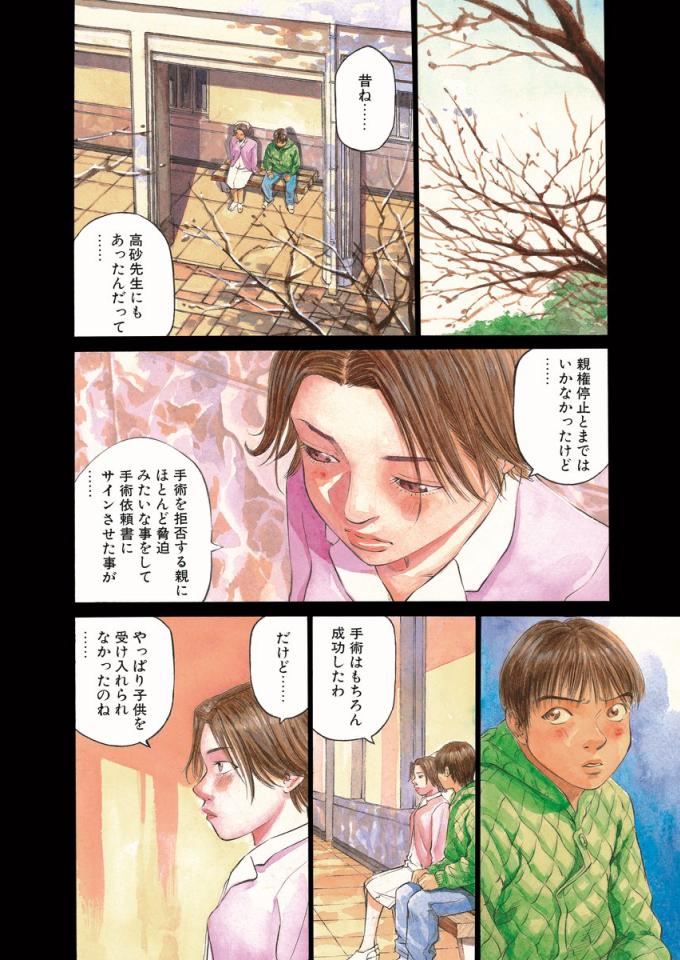 昔ね……
高砂先生にも
あったんだって
……
親権停止とまでは
いかなかったけど
……
手術を拒否する親に
ほとんど脅迫
みたいな事をして
手術依頼書に
サインさせた事が
……
手術はもちろん
成功したわ
だけど……
やっぱり子供を
受け入れられ
なかったのね
……